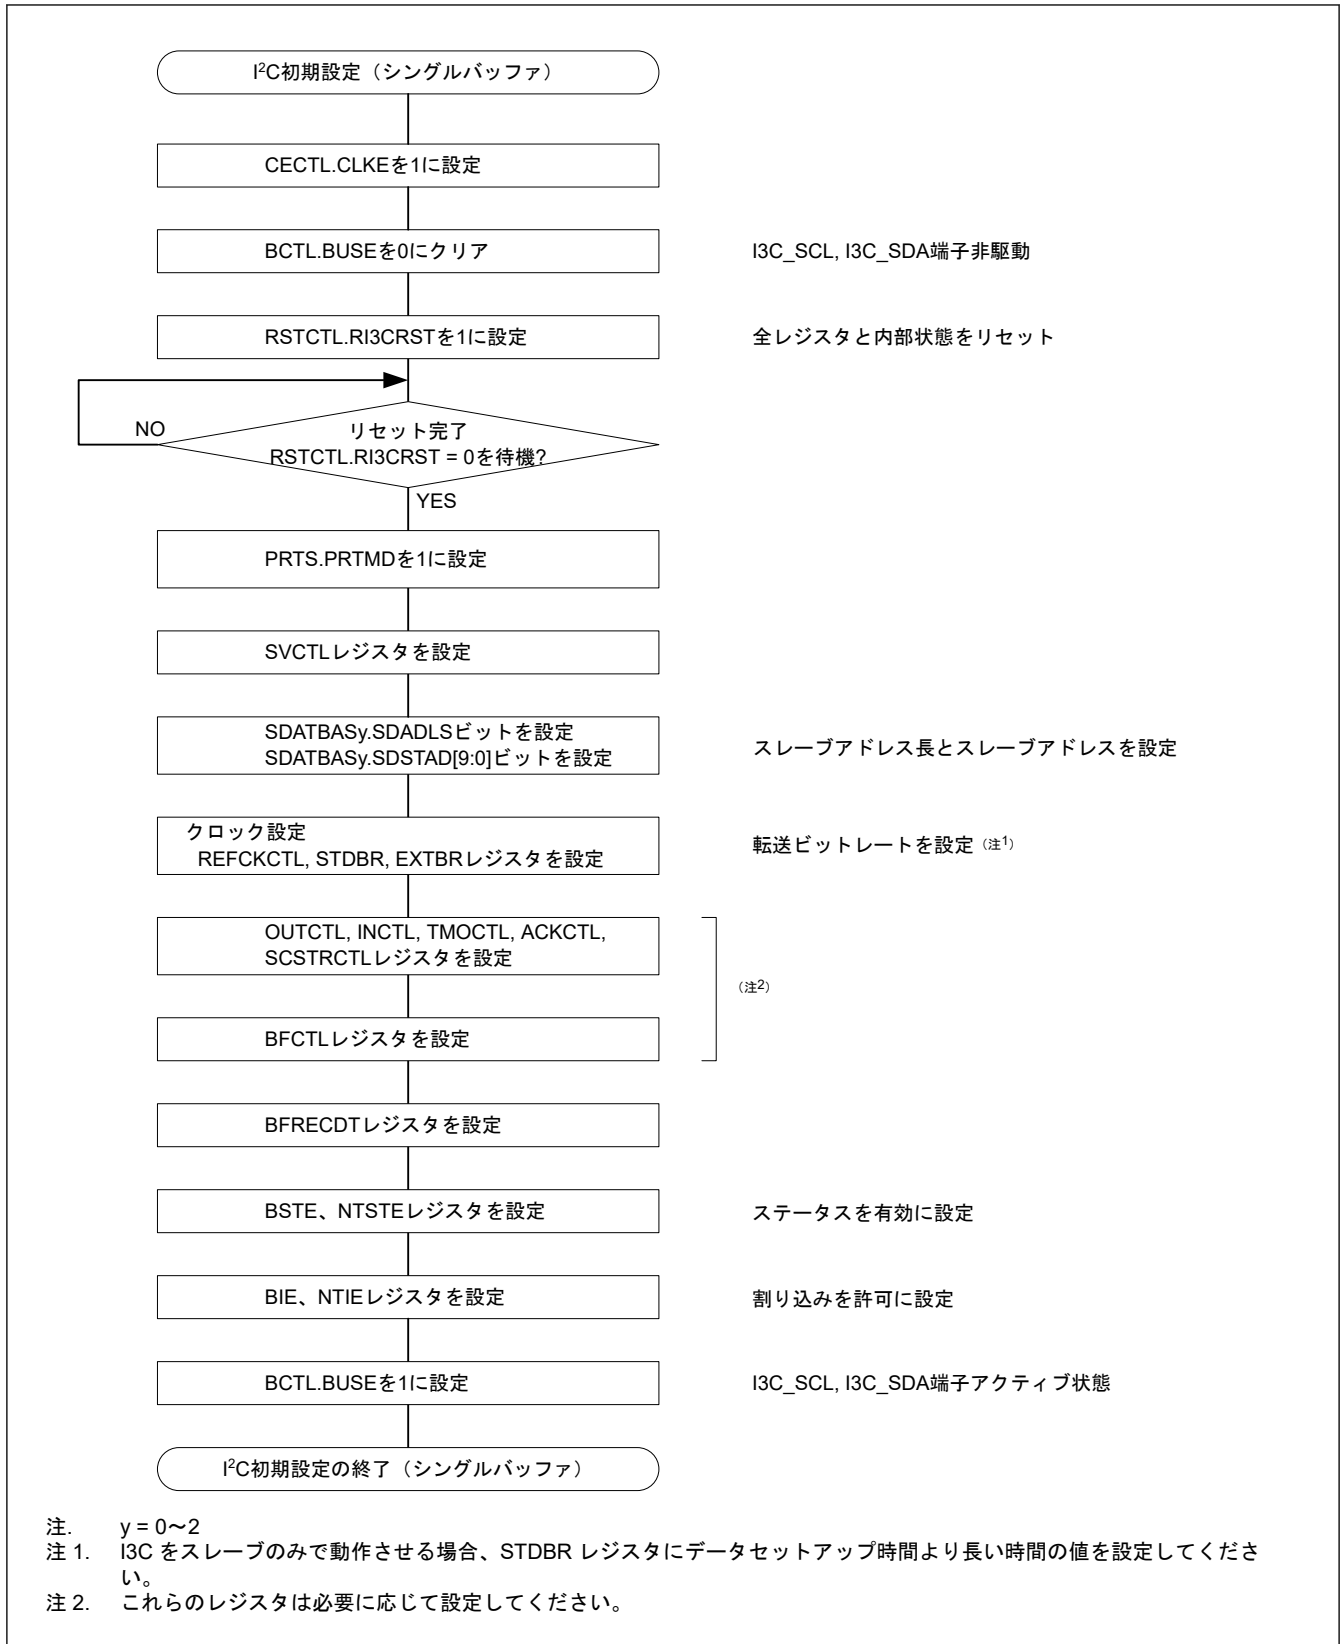 I²C初期設定（シングルバッファ）
CECTL.CLKEを1に設定
BCTL.BUSEを0にクリア
I3C_SCL, I3C_SDA端子非駆動
RSTCTL.RI3CRSTを1に設定
全レジスタと内部状態をリセット
NO
リセット完了
RSTCTL.RI3CRST = 0を待機?
YES
PRTS.PRTMDを1に設定
SVCTLレジスタを設定
SDATBASy.SDADLSビットを設定
SDATBASy.SDSTAD[9:0]ビットを設定
スレーブアドレス長とスレーブアドレスを設定
クロック設定
REFCKCTL, STDBR, EXTBRレジスタを設定
転送ビットレートを設定（注1）
OUTCTL, INCTL, TMOCTL, ACKCTL,
SCSTRCTLレジスタを設定
（注2）
BFCTLレジスタを設定
BFRECDTレジスタを設定
BSTE、NTSTEレジスタを設定
ステータスを有効に設定
BIE、NTIEレジスタを設定
割り込みを許可に設定
BCTL.BUSEを1に設定
I3C_SCL, I3C_SDA端子アクティブ状態
I²C初期設定の終了（シングルバッファ）
注. y = 0～2
注 1. I3C をスレーブのみで動作させる場合、STDBR レジスタにデータセットアップ時間より長い時間の値を設定してくださ
い。
注 2. これらのレジスタは必要に応じて設定してください。